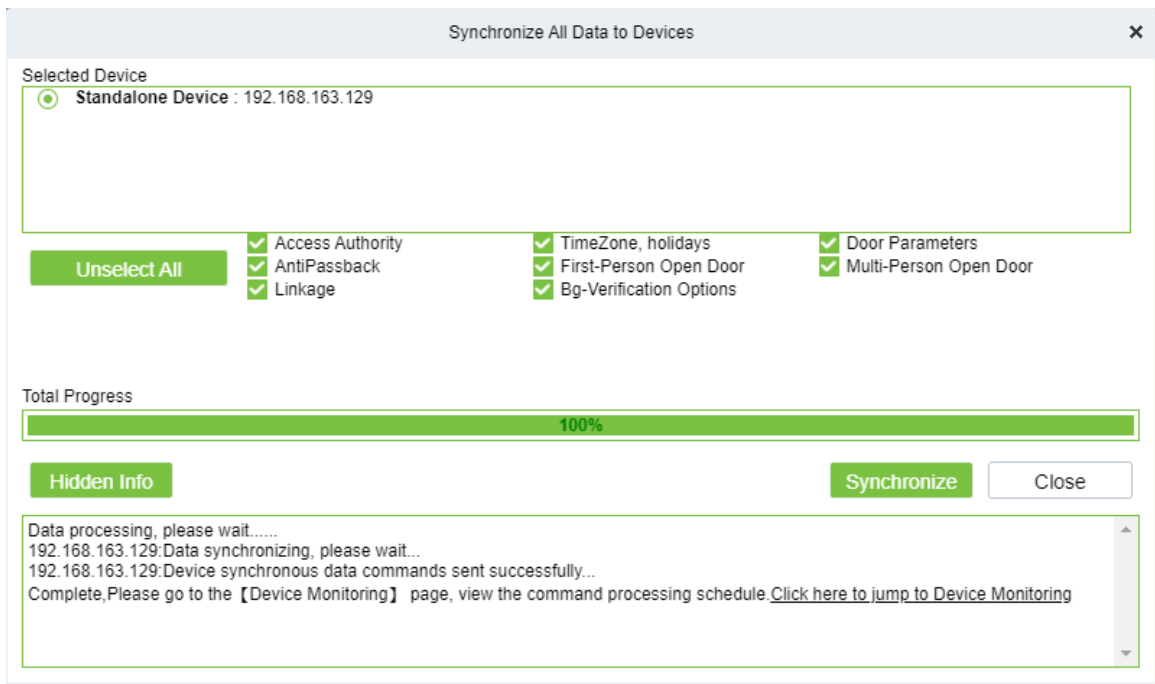 Synchronize All Data to Devices
Selected Device
Standalone Device : 192.168.163.129
Unselect All
Access Authority TimeZone, holidays Door Parameters
AntiPassback First-Person Open Door Multi-Person Open Door
Linkage Bg-Verification Options
Total Progress
100%
Hidden Info Synchronize Close
Data processing, please wait......
192.168.163.129:Data synchronizing, please wait...
192.168.163.129:Device synchronous data commands sent successfully...
Complete,Please go to the【Device Monitoring】 page, view the command processing schedule.Click here to jump to Device Monitoring